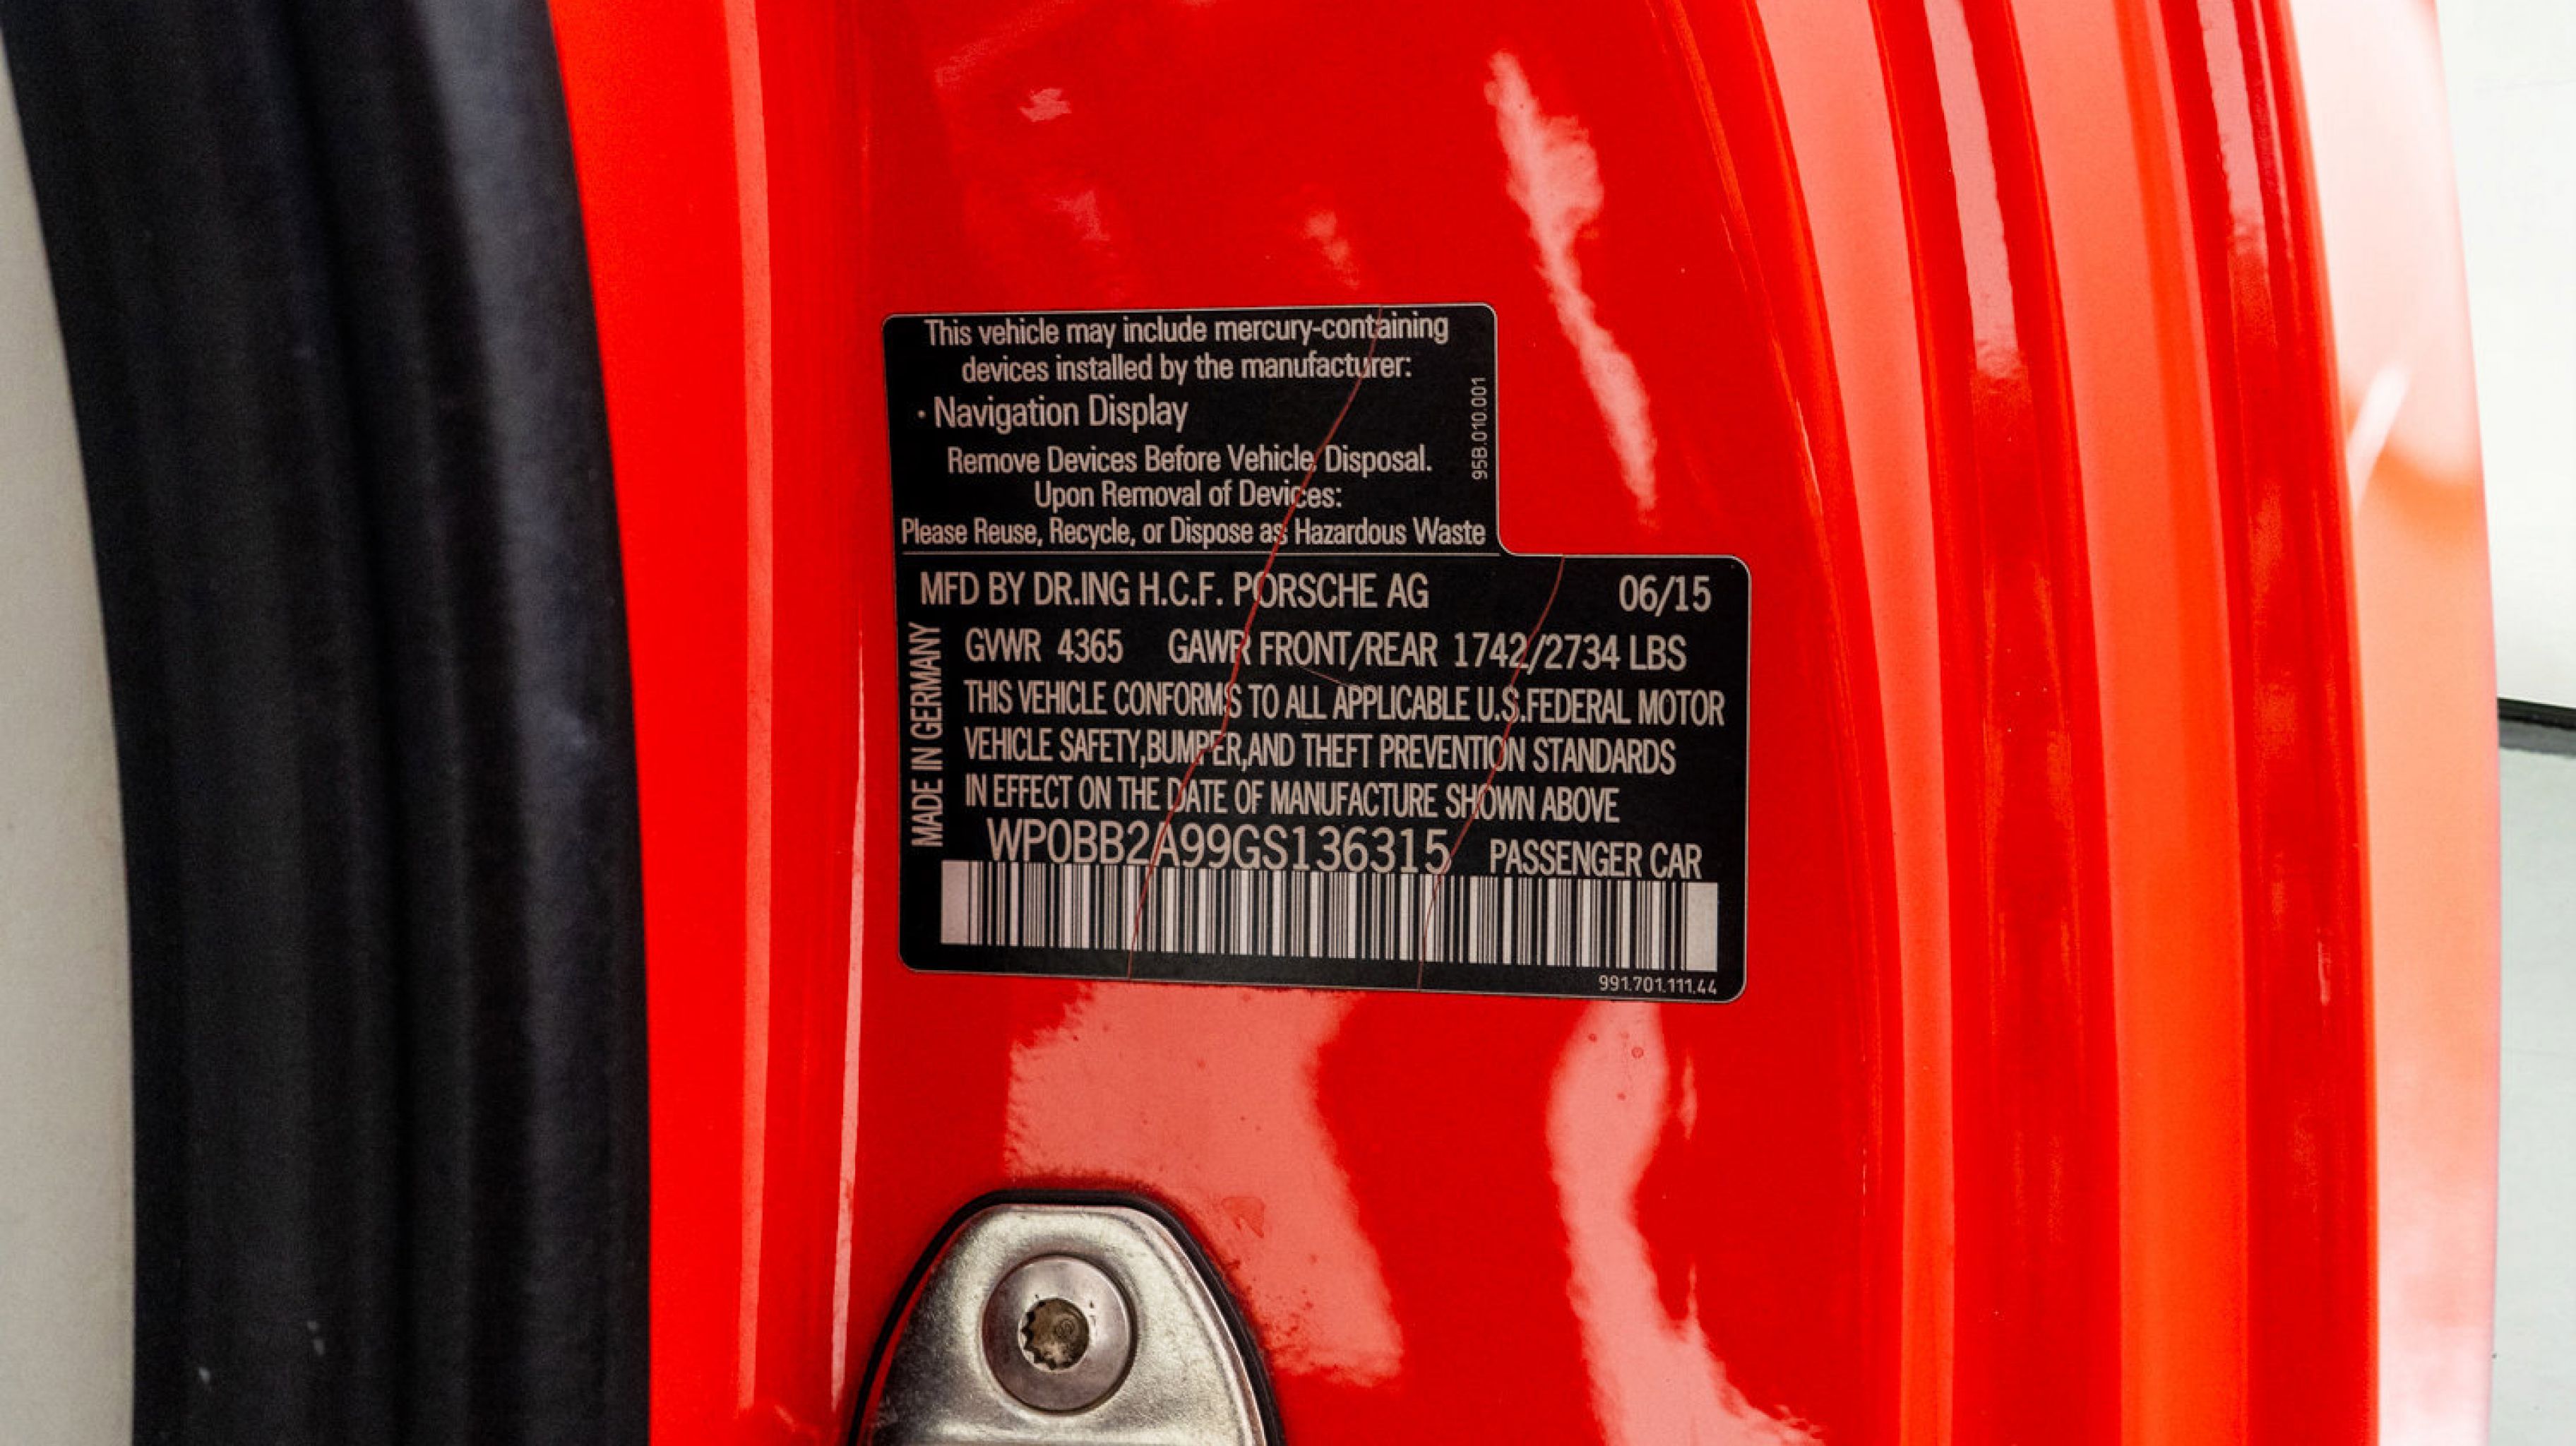 This vehicle may include mercury-containing
devices installed by the manufacturer:
· Navigation Display
Remove Devices Before Vehicle Disposal.
Upon Removal of Devices:
Please Reuse, Recycle, or Dispose as Hazardous Waste
95B.010.001
MFD BY DR.ING H.C.F. PORSCHE AG 06/15
GVWR 4365 GAWR FRONT/REAR 1742/2734 LBS
THIS VEHICLE CONFORMS TO ALL APPLICABLE U.S.FEDERAL MOTOR
VEHICLE SAFETY,BUMPER,AND THEFT PREVENTION STANDARDS
IN EFFECT ON THE DATE OF MANUFACTURE SHOWN ABOVE
MADE IN GERMANY
WP0BB2A99GS136315 PASSENGER CAR
991.701.111.44